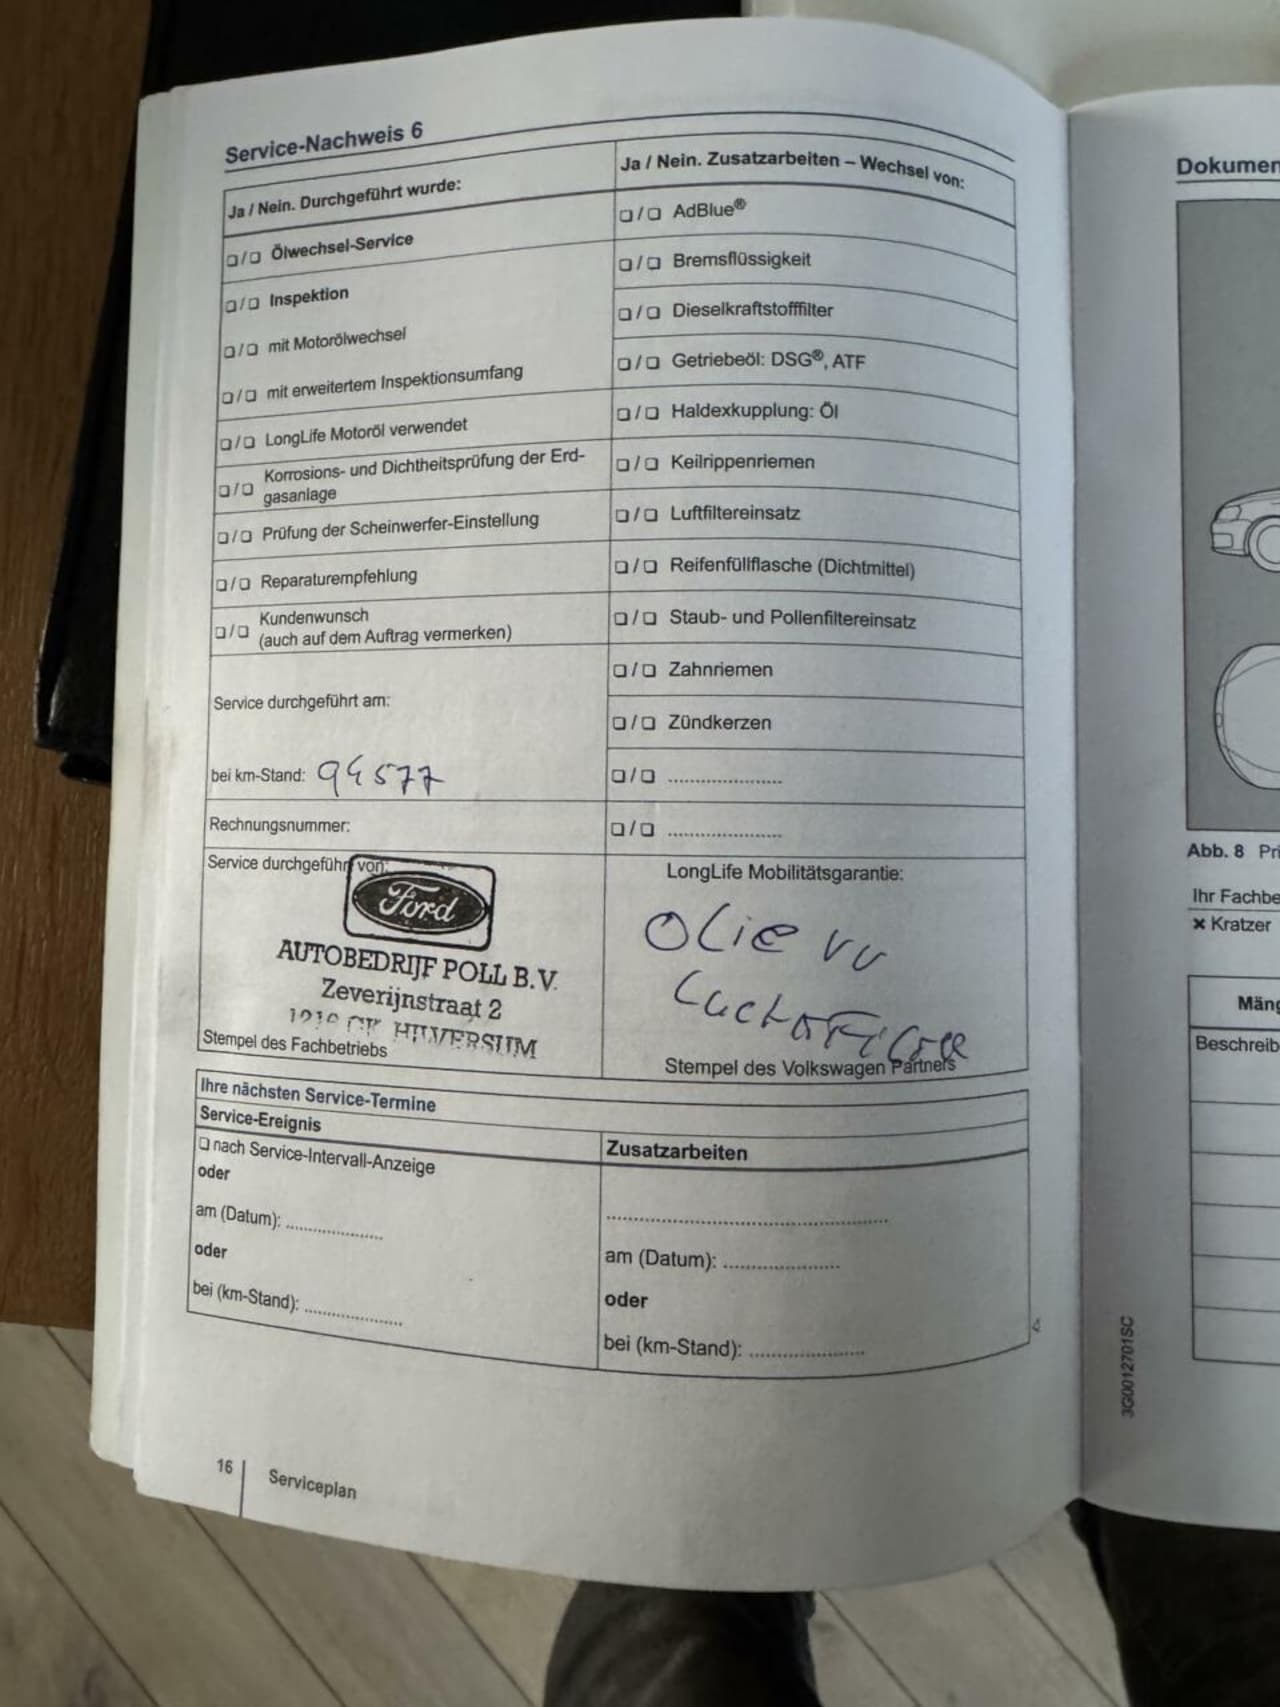 Service-Nachweis 6
Ja / Nein. Durchgeführt wurde:
❏/❏ Ölwechsel-Service
❏/❏ Inspektion
❏/❏ mit Motorölwechsel
❏/❏ mit erweitertem Inspektionsumfang
❏/❏ LongLife Motoröl verwendet
❏/❏ Korrosions- und Dichtheitsprüfung der Erd-
gasanlage
❏/❏ Prüfung der Scheinwerfer-Einstellung
❏/❏ Reparaturempfehlung
❏/❏ Kundenwunsch
(auch auf dem Auftrag vermerken)
Service durchgeführt am:
bei km-Stand: 94577
Rechnungsnummer:
Service durchgeführt von:
Ford
AUTOBEDRIJF POLL B.V.
Zeverijnstraat 2
HILVERSUM
Stempel des Fachbetriebs
Ja / Nein. Zusatzarbeiten – Wechsel von:
❏/❏ AdBlue®
❏/❏ Bremsflüssigkeit
❏/❏ Dieselkraftstofffilter
❏/❏ Getriebeöl: DSG®, ATF
❏/❏ Haldexkupplung: Öl
❏/❏ Keilrippenriemen
❏/❏ Luftfiltereinsatz
❏/❏ Reifenfüllflasche (Dichtmittel)
❏/❏ Staub- und Pollenfiltereinsatz
❏/❏ Zahnriemen
❏/❏ Zündkerzen
❏/❏ ......................
❏/❏ ......................
LongLife Mobilitätsgarantie:
Olie
Stempel des Volkswagen Partners
Ihre nächsten Service-Termine
Service-Ereignis
❏ nach Service-Intervall-Anzeige
oder
am (Datum): ..................
oder
bei (km-Stand): ..................
Zusatzarbeiten
......................................................
am (Datum): ......................
oder
bei (km-Stand): ......................
16
Serviceplan
3G0012701SC
Dokumen
Abb. 8 Pri
Ihr Fachbe
× Kratzer
Mäng
Beschreib